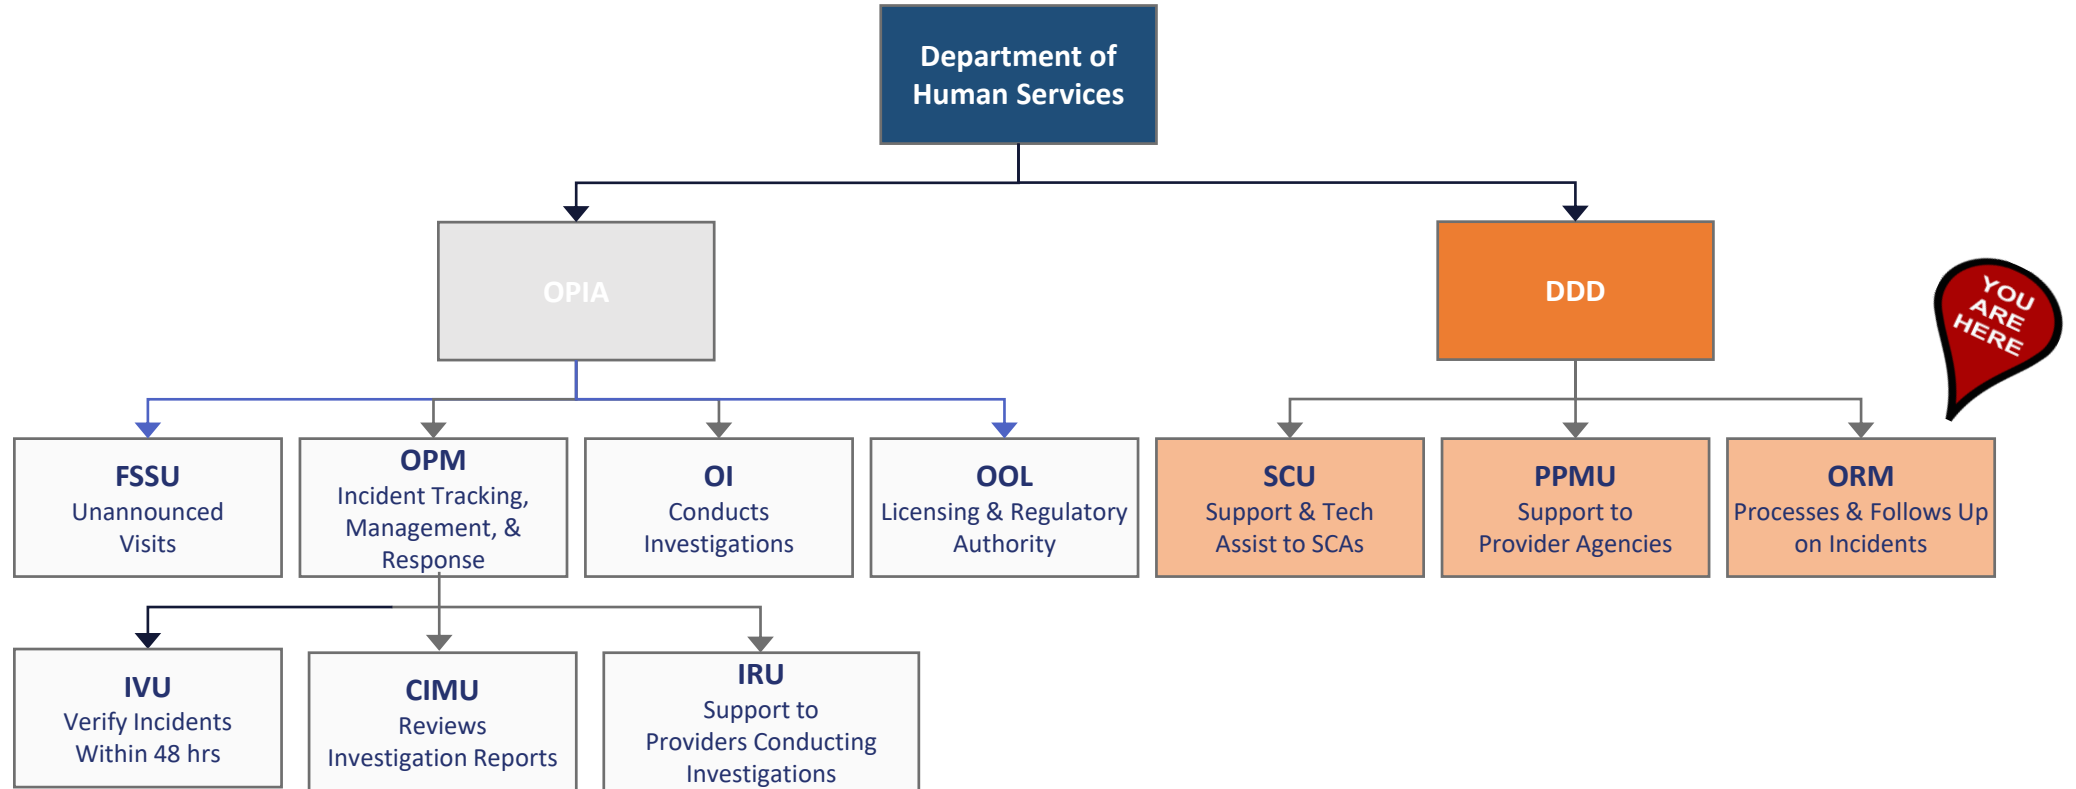 Department of
Human Services
OPIA
DDD
YOU
ARE
HERE
FSSU
Unannounced
Visits
OPM
Incident Tracking,
Management, &
Response
OI
Conducts
Investigations
OOL
Licensing & Regulatory
Authority
SCU
Support & Tech
Assist to SCAs
PPMU
Support to
Provider Agencies
ORM
Processes & Follows Up
on Incidents
IVU
Verify Incidents
Within 48 hrs
CIMU
Reviews
Investigation Reports
IRU
Support to
Providers Conducting
Investigations